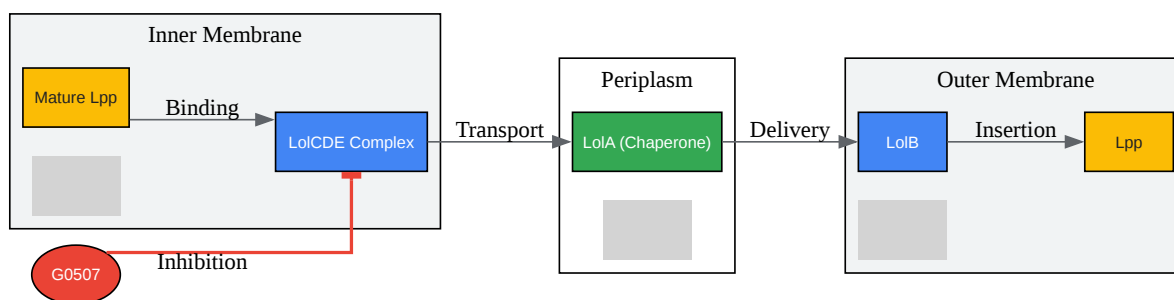 Inner Membrane
Mature Lpp
Binding
LolCDE Complex
Transport
Periplasm
LolA (Chaperone)
Delivery
Outer Membrane
LolB
Insertion
Lpp
G0507
Inhibition